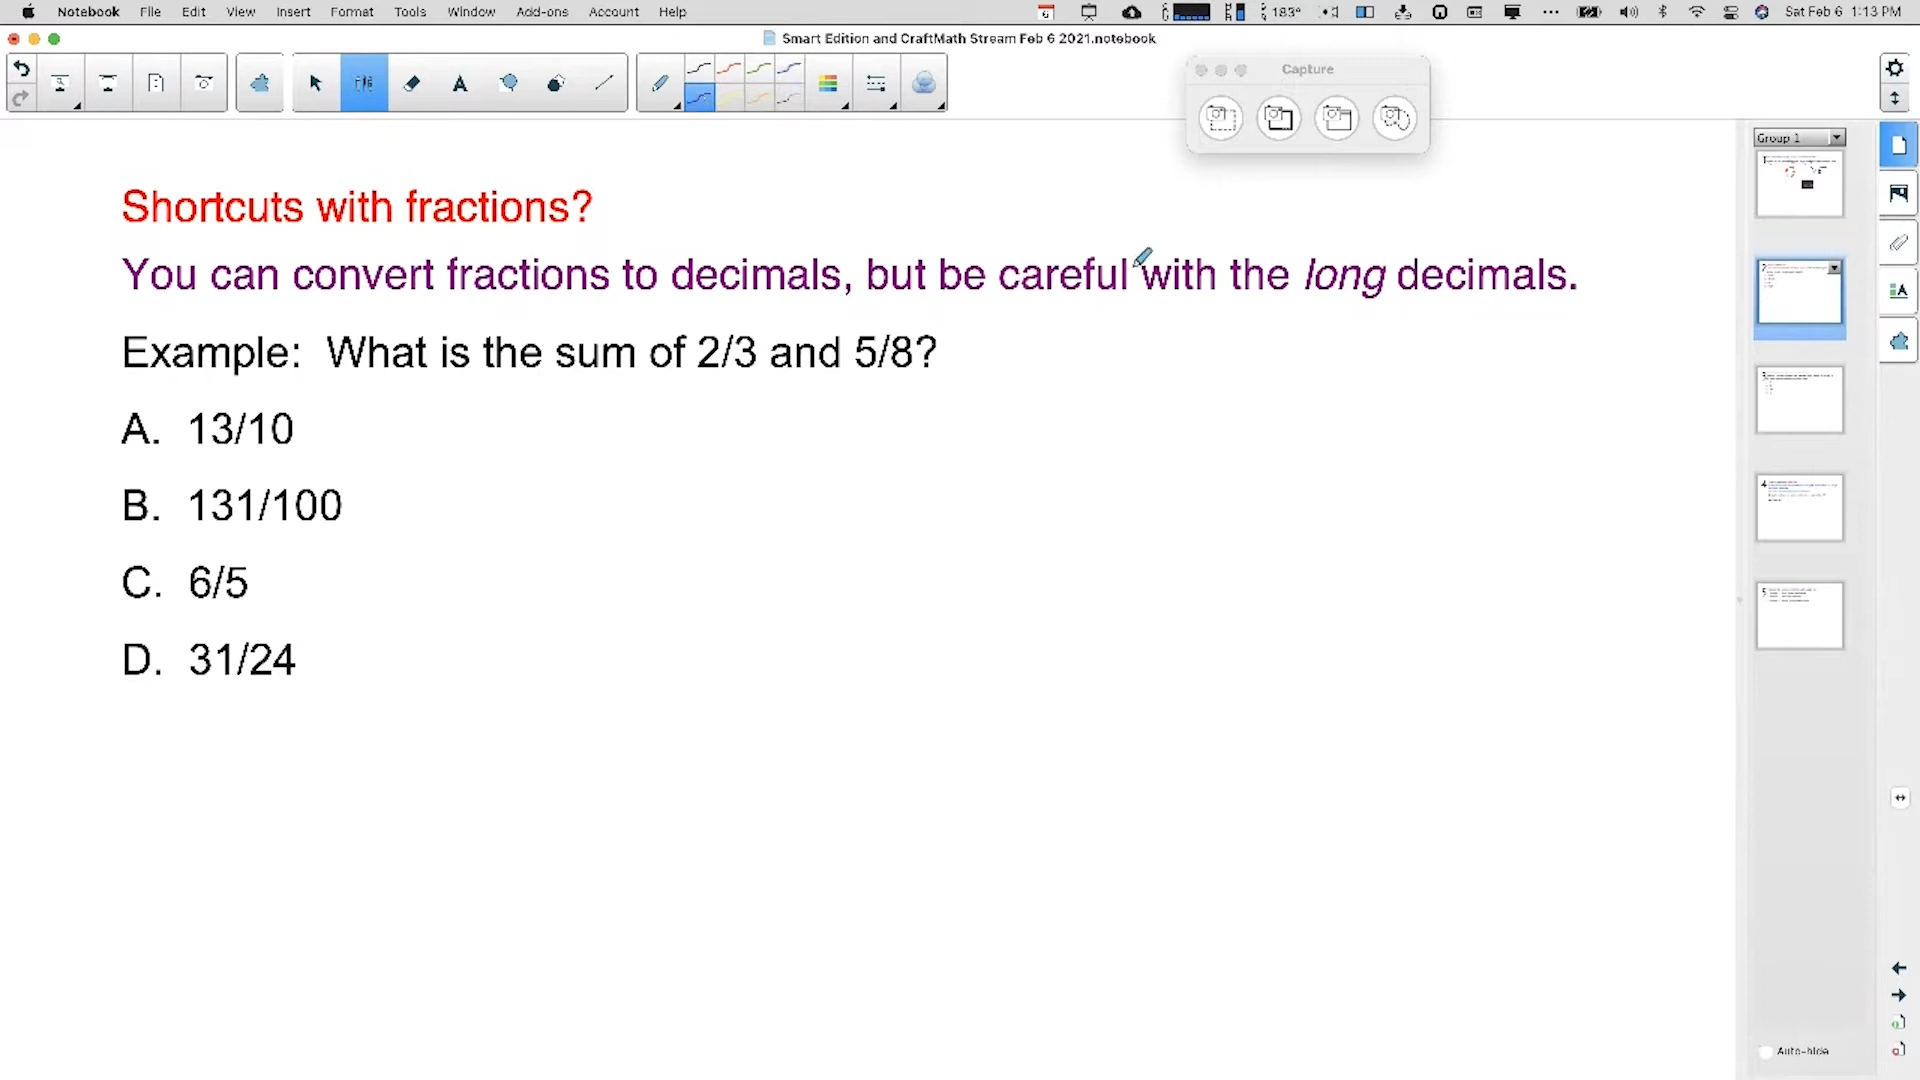 Notebook File Edit View Insert Format Tools Window Add-ons Account Help 183° Sat Feb 6 1:13 PM
Smart Edition and CraftMath Stream Feb 6 2021.notebook
Capture
Group 1
Shortcuts with fractions?
You can convert fractions to decimals, but be careful with the long decimals.
Example: What is the sum of 2/3 and 5/8?
A. 13/10
B. 131/100
C. 6/5
D. 31/24
Auto-hide